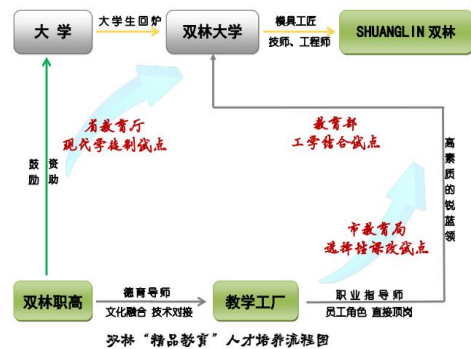 大 学
大学生回炉
双林大学
模具工匠
技师、工程师
SHUANGLIN 双林
省教育厅
现代学徒制试点
教育部
工学结合试点
鼓励
资助
高素质的锐蓝领
市教育局
选择性课改试点
双林职高
德育导师
文化融合 技术对接
教学工厂
职业指导师
员工角色 直接顶岗
双林“精品教育”人才培养流程图